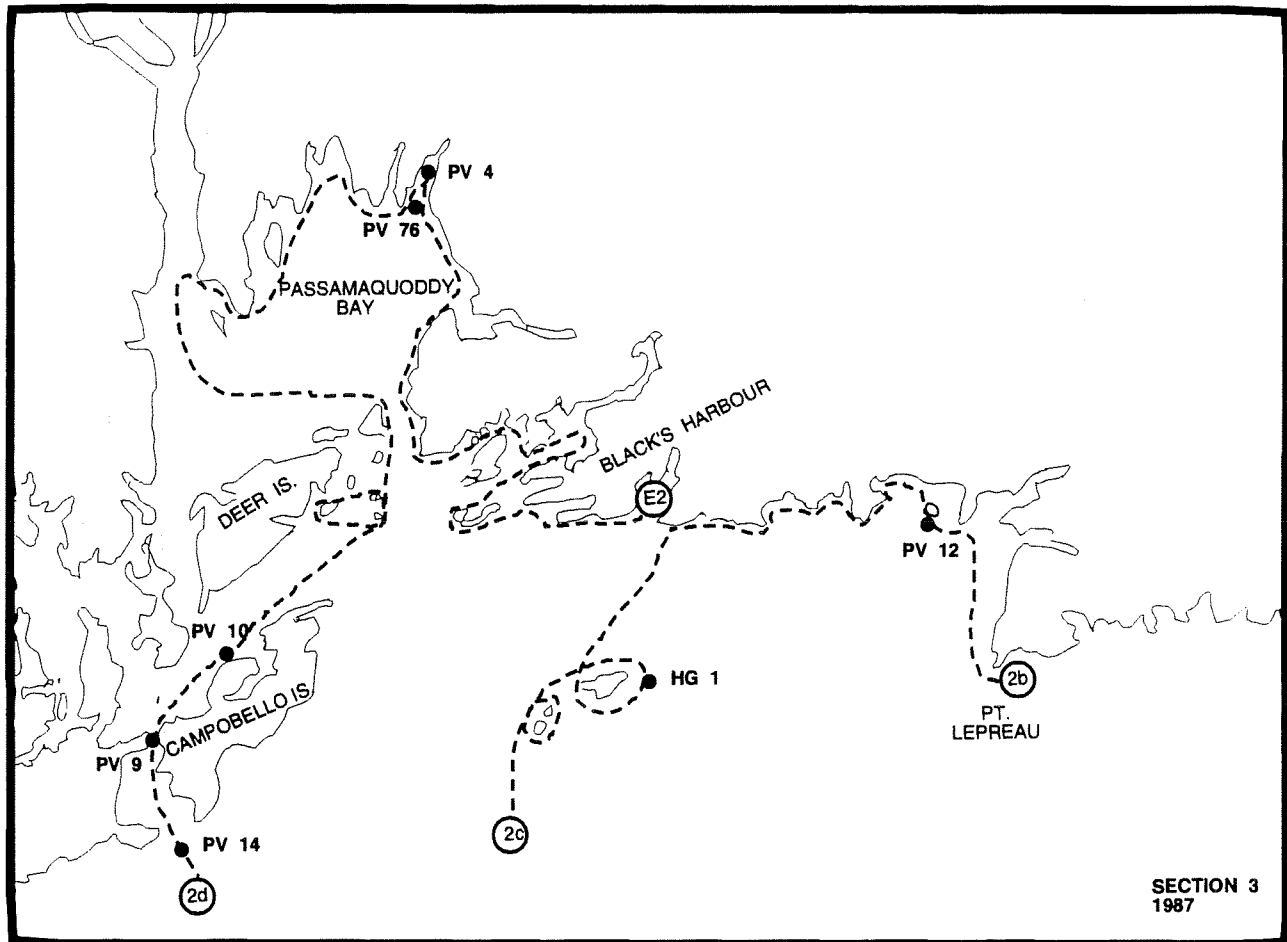 PV 4
PV 76
PASSAMAQUODDY
BAY
BLACK'S HARBOUR
DEER IS.
E2
PV 12
PV 10
HG 1
2b
CAMPOBELLO IS.
PT.
LEPREAU
PV 9
2c
PV 14
2d
SECTION 3
1987